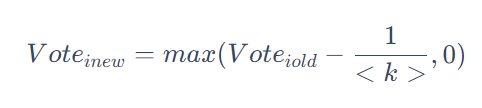 Vote_{inew} = max(Vote_{iold} - \frac{1}{<k>}, 0)